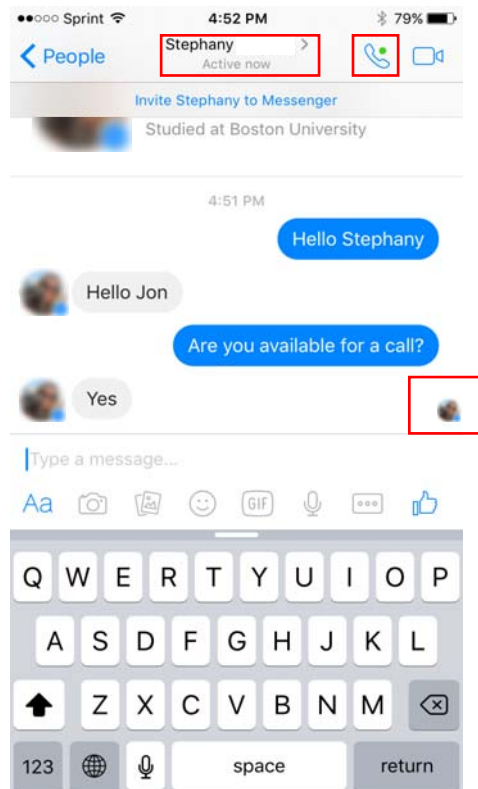 Sprint 4:52 PM 79%
People Stephany
Active now
Invite Stephany to Messenger
Studied at Boston University
4:51 PM
Hello Stephany
Hello Jon
Are you available for a call?
Yes
Type a message...
Aa GIF
Q W E R T Y U I O P
A S D F G H J K L
Z X C V B N M
123 space return